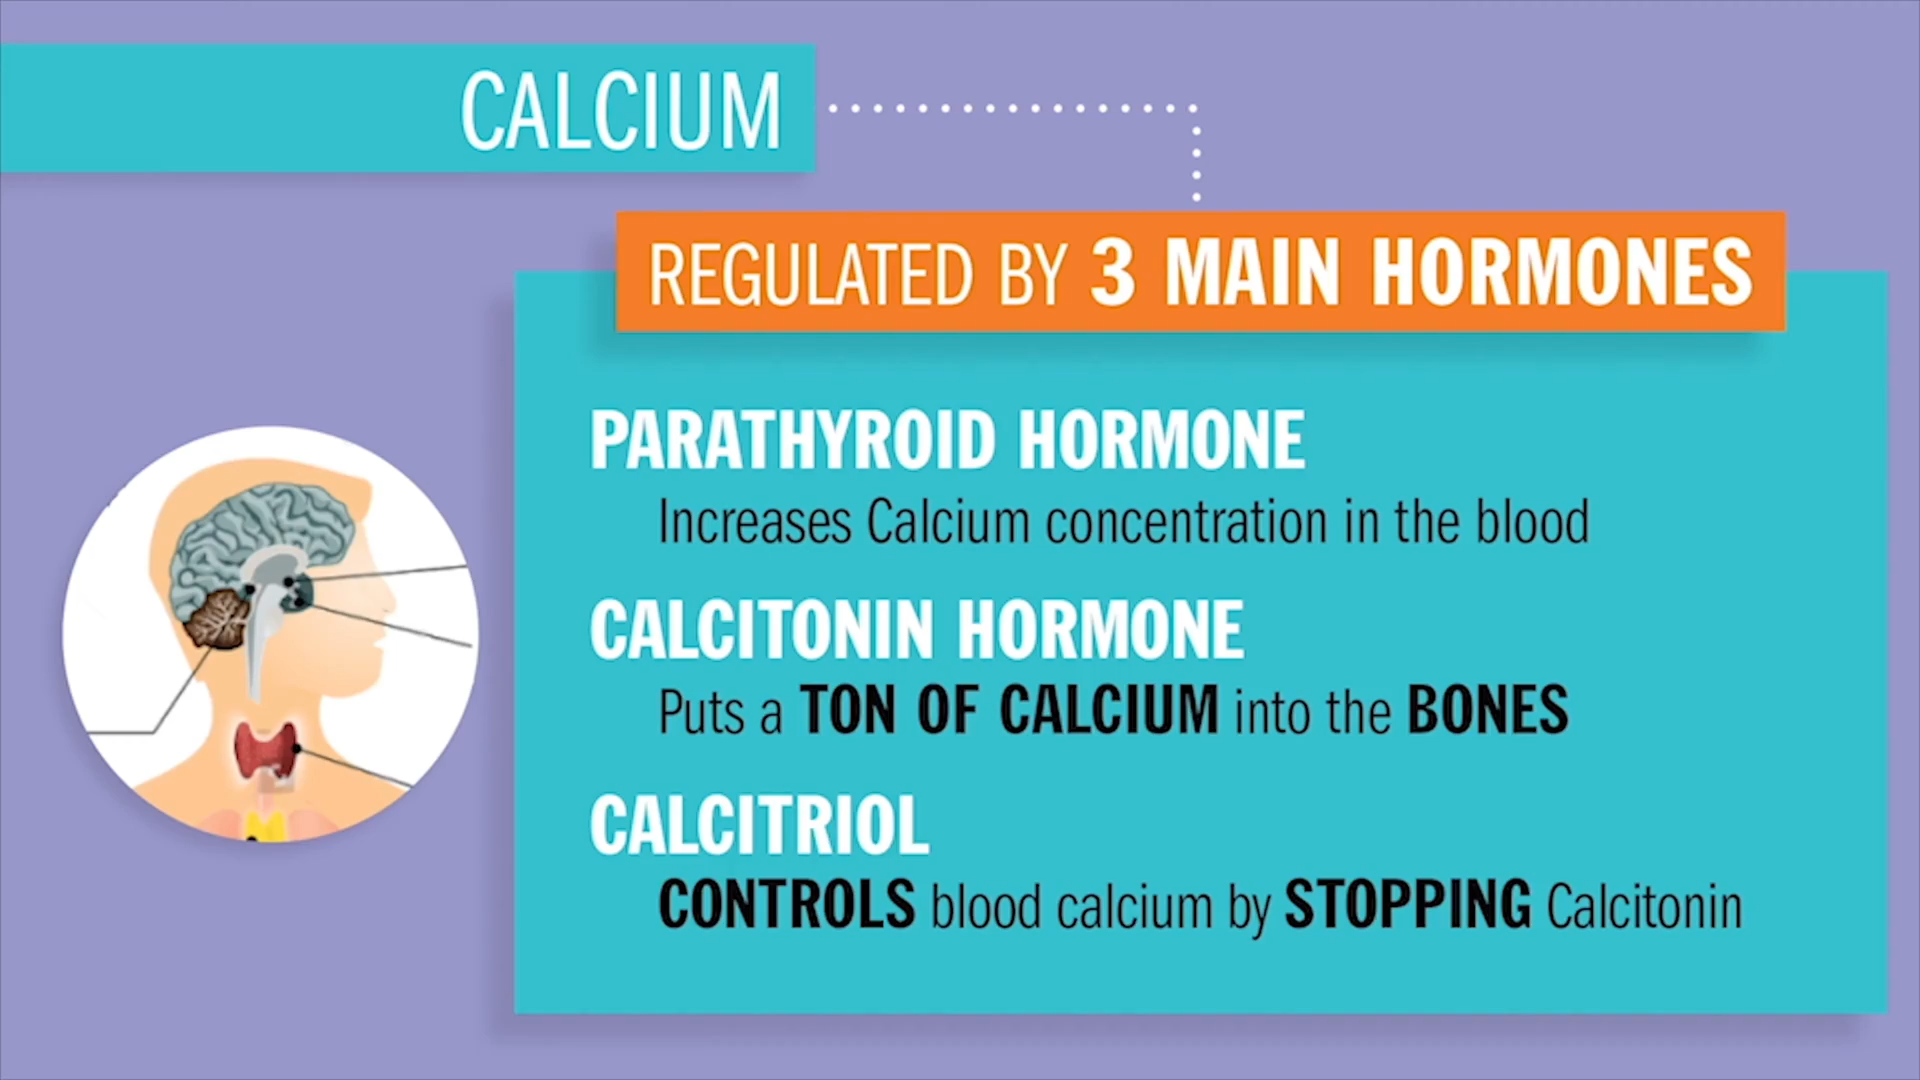 CALCIUM
REGULATED BY 3 MAIN HORMONES
PARATHYROID HORMONE
Increases Calcium concentration in the blood
CALCITONIN HORMONE
Puts a TON OF CALCIUM into the BONES
CALCITRIOL
CONTROLS blood calcium by STOPPING Calcitonin